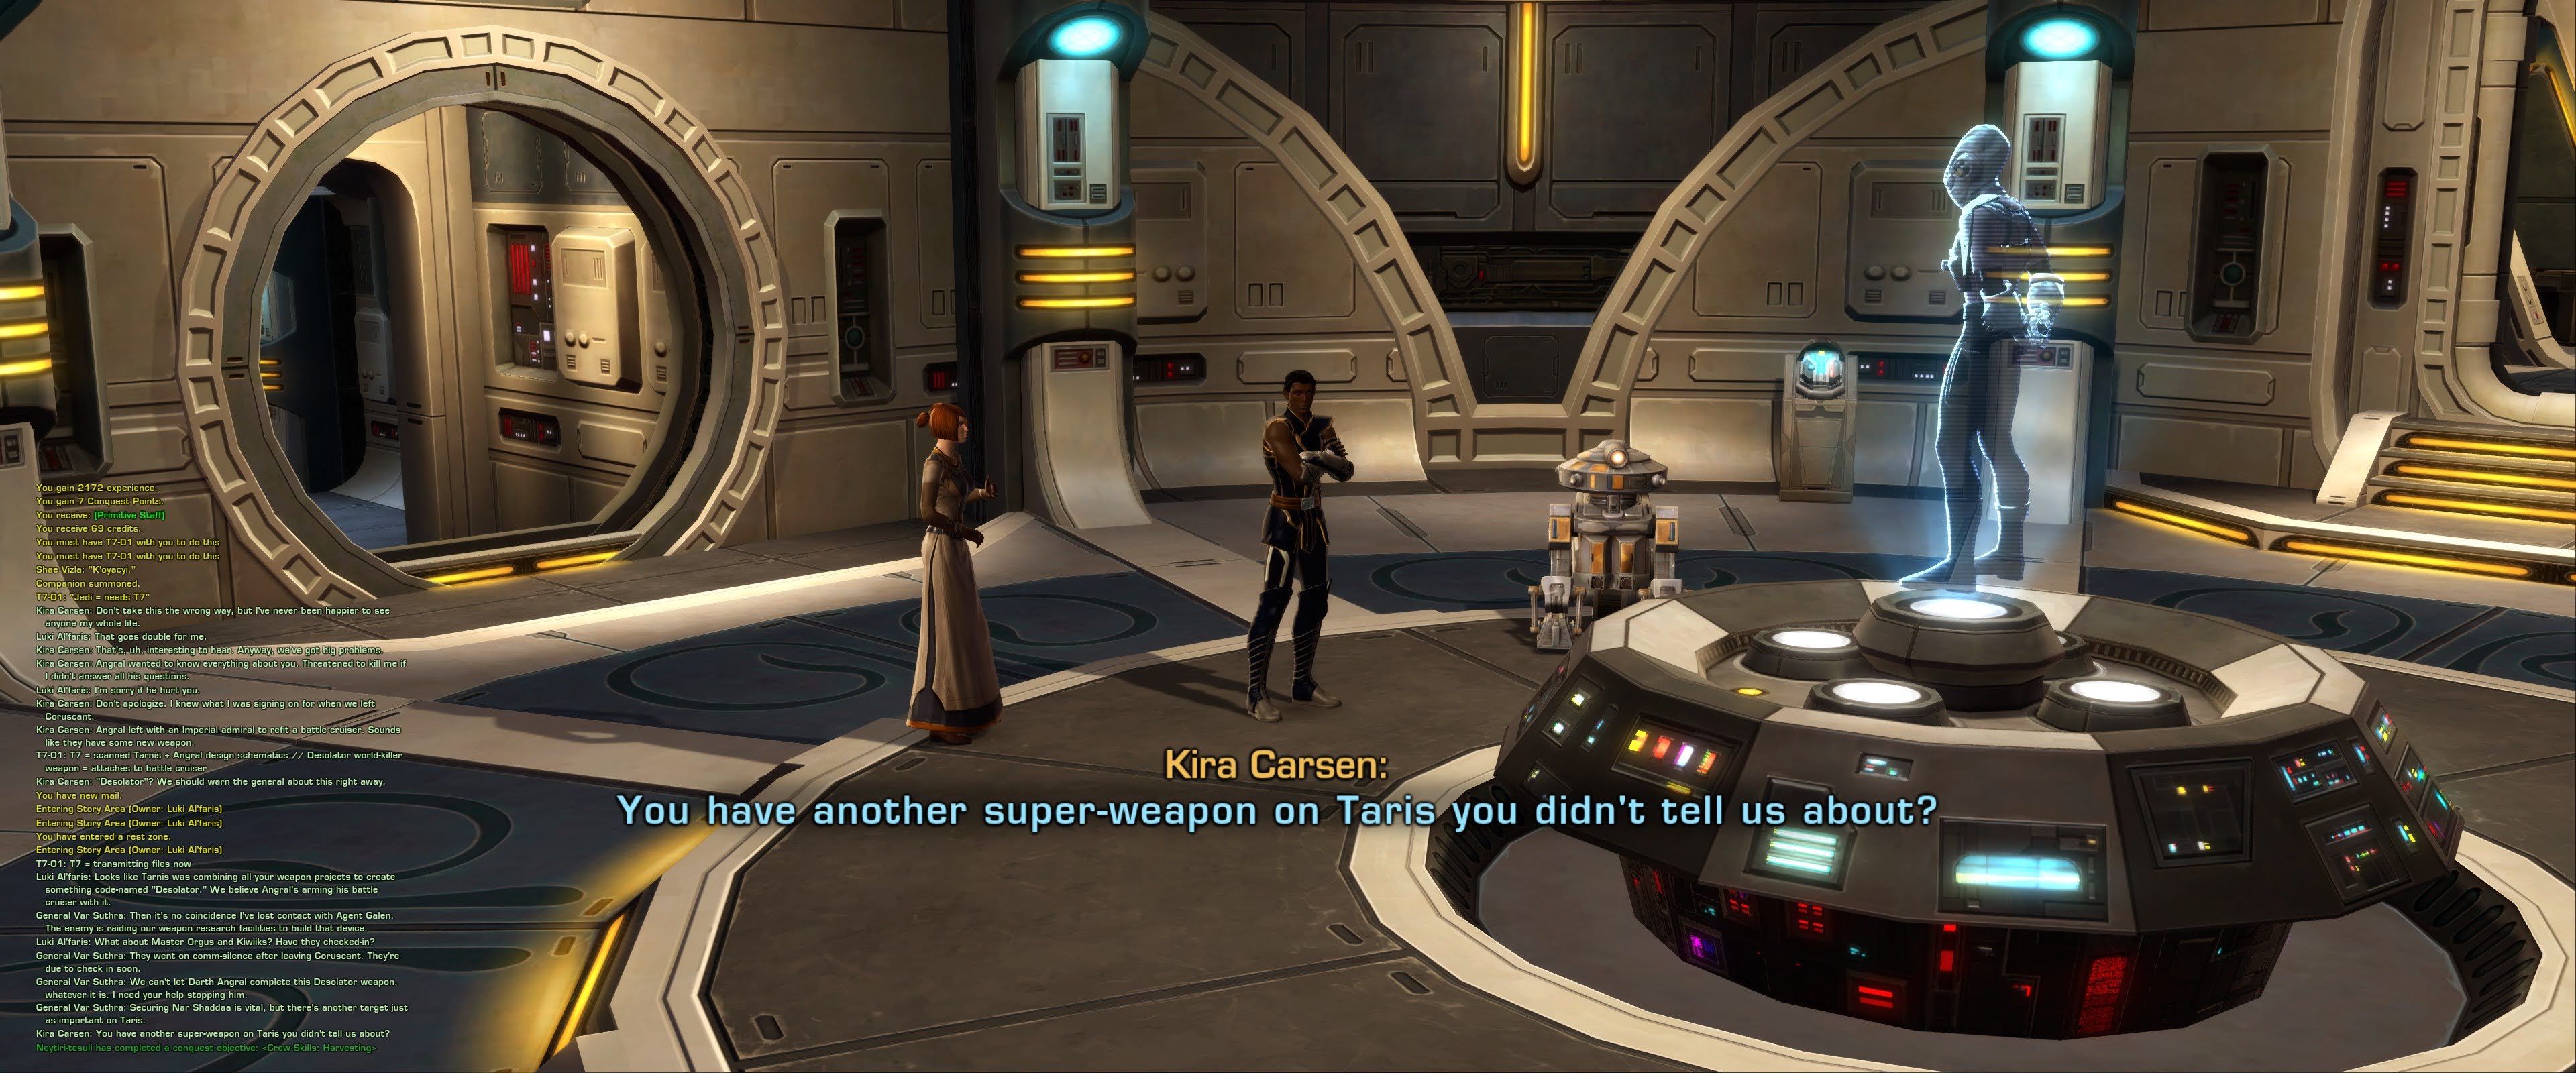 You gain 2172 experience.
You gain 7 Conquest Points.
You receive: [Primitive Staff]
You receive 69 credits.
You must have T7-01 with you to do this
You must have T7-01 with you to do this
Shae Vizla: "K'oyacyi."
Companion summoned.
T7-01: "Jedi = needs T7"
Kira Carsen: Don't take this the wrong way, but I've never been happier to see
anyone my whole life.
Luki Al'faris: That goes double for me.
Kira Carsen: That's, uh, interesting to hear. Anyway, we've got big problems.
Kira Carsen: Angral wanted to know everything about you. Threatened to kill me if
I didn't answer all his questions.
Luki Al'faris: I'm sorry if he hurt you.
Kira Carsen: Don't apologize. I knew what I was signing on for when we left
Coruscant.
Kira Carsen: Angral left with an Imperial admiral to refit a battle cruiser. Sounds
like they have some new weapon.
T7-01: T7 = scanned Tarnis + Angral design schematics // Desolator world-killer
weapon = attaches to battle cruiser
Kira Carsen: "Desolator"? We should warn the general about this right away.
You have new mail.
Entering Story Area (Owner: Luki Al'faris)
Entering Story Area (Owner: Luki Al'faris)
You have entered a rest zone.
Entering Story Area (Owner: Luki Al'faris)
T7-01: T7 = transmitting files now
Luki Al'faris: Looks like Tarnis was combining all your weapon projects to create
something code-named "Desolator." We believe Angral's arming his battle
cruiser with it.
General Var Suthra: Then it's no coincidence I've lost contact with Agent Galen.
The enemy is raiding our weapon research facilities to build that device.
Luki Al'faris: What about Master Orgus and Kiwiiks? Have they checked-in?
General Var Suthra: They went on comm-silence after leaving Coruscant. They're
due to check in soon.
General Var Suthra: We can't let Darth Angral complete this Desolator weapon,
whatever it is. I need your help stopping him.
General Var Suthra: Securing Nar Shaddaa is vital, but there's another target just
as important on Taris.
Kira Carsen: You have another super-weapon on Taris you didn't tell us about?
Neytiri-tesuli has completed a conquest objective: <Crew Skills: Harvesting>
Kira Carsen:
You have another super-weapon on Taris you didn't tell us about?